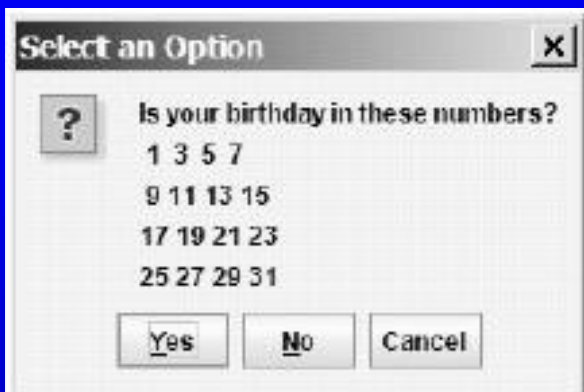 Select an Option
?
Is your birthday in these numbers?
1 3 5 7
9 11 13 15
17 19 21 23
25 27 29 31
Yes No Cancel